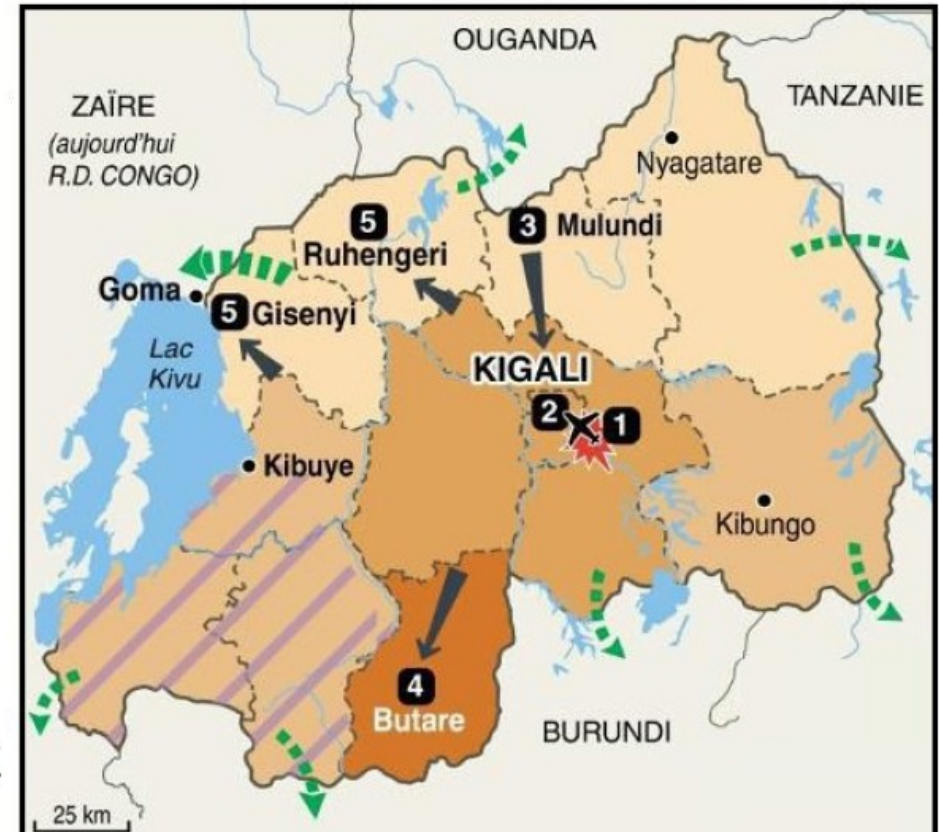 OUGANDA
ZAÏRE
(aujourd'hui
R.D. CONGO)
TANZANIE
Nyagatare
5
Ruhengeri
3 Mulundi
Goma
5 Gisenyi
Lac
Kivu
KIGALI
2
1
Kibuye
Kibungo
4
Butare
BURUNDI
25 km